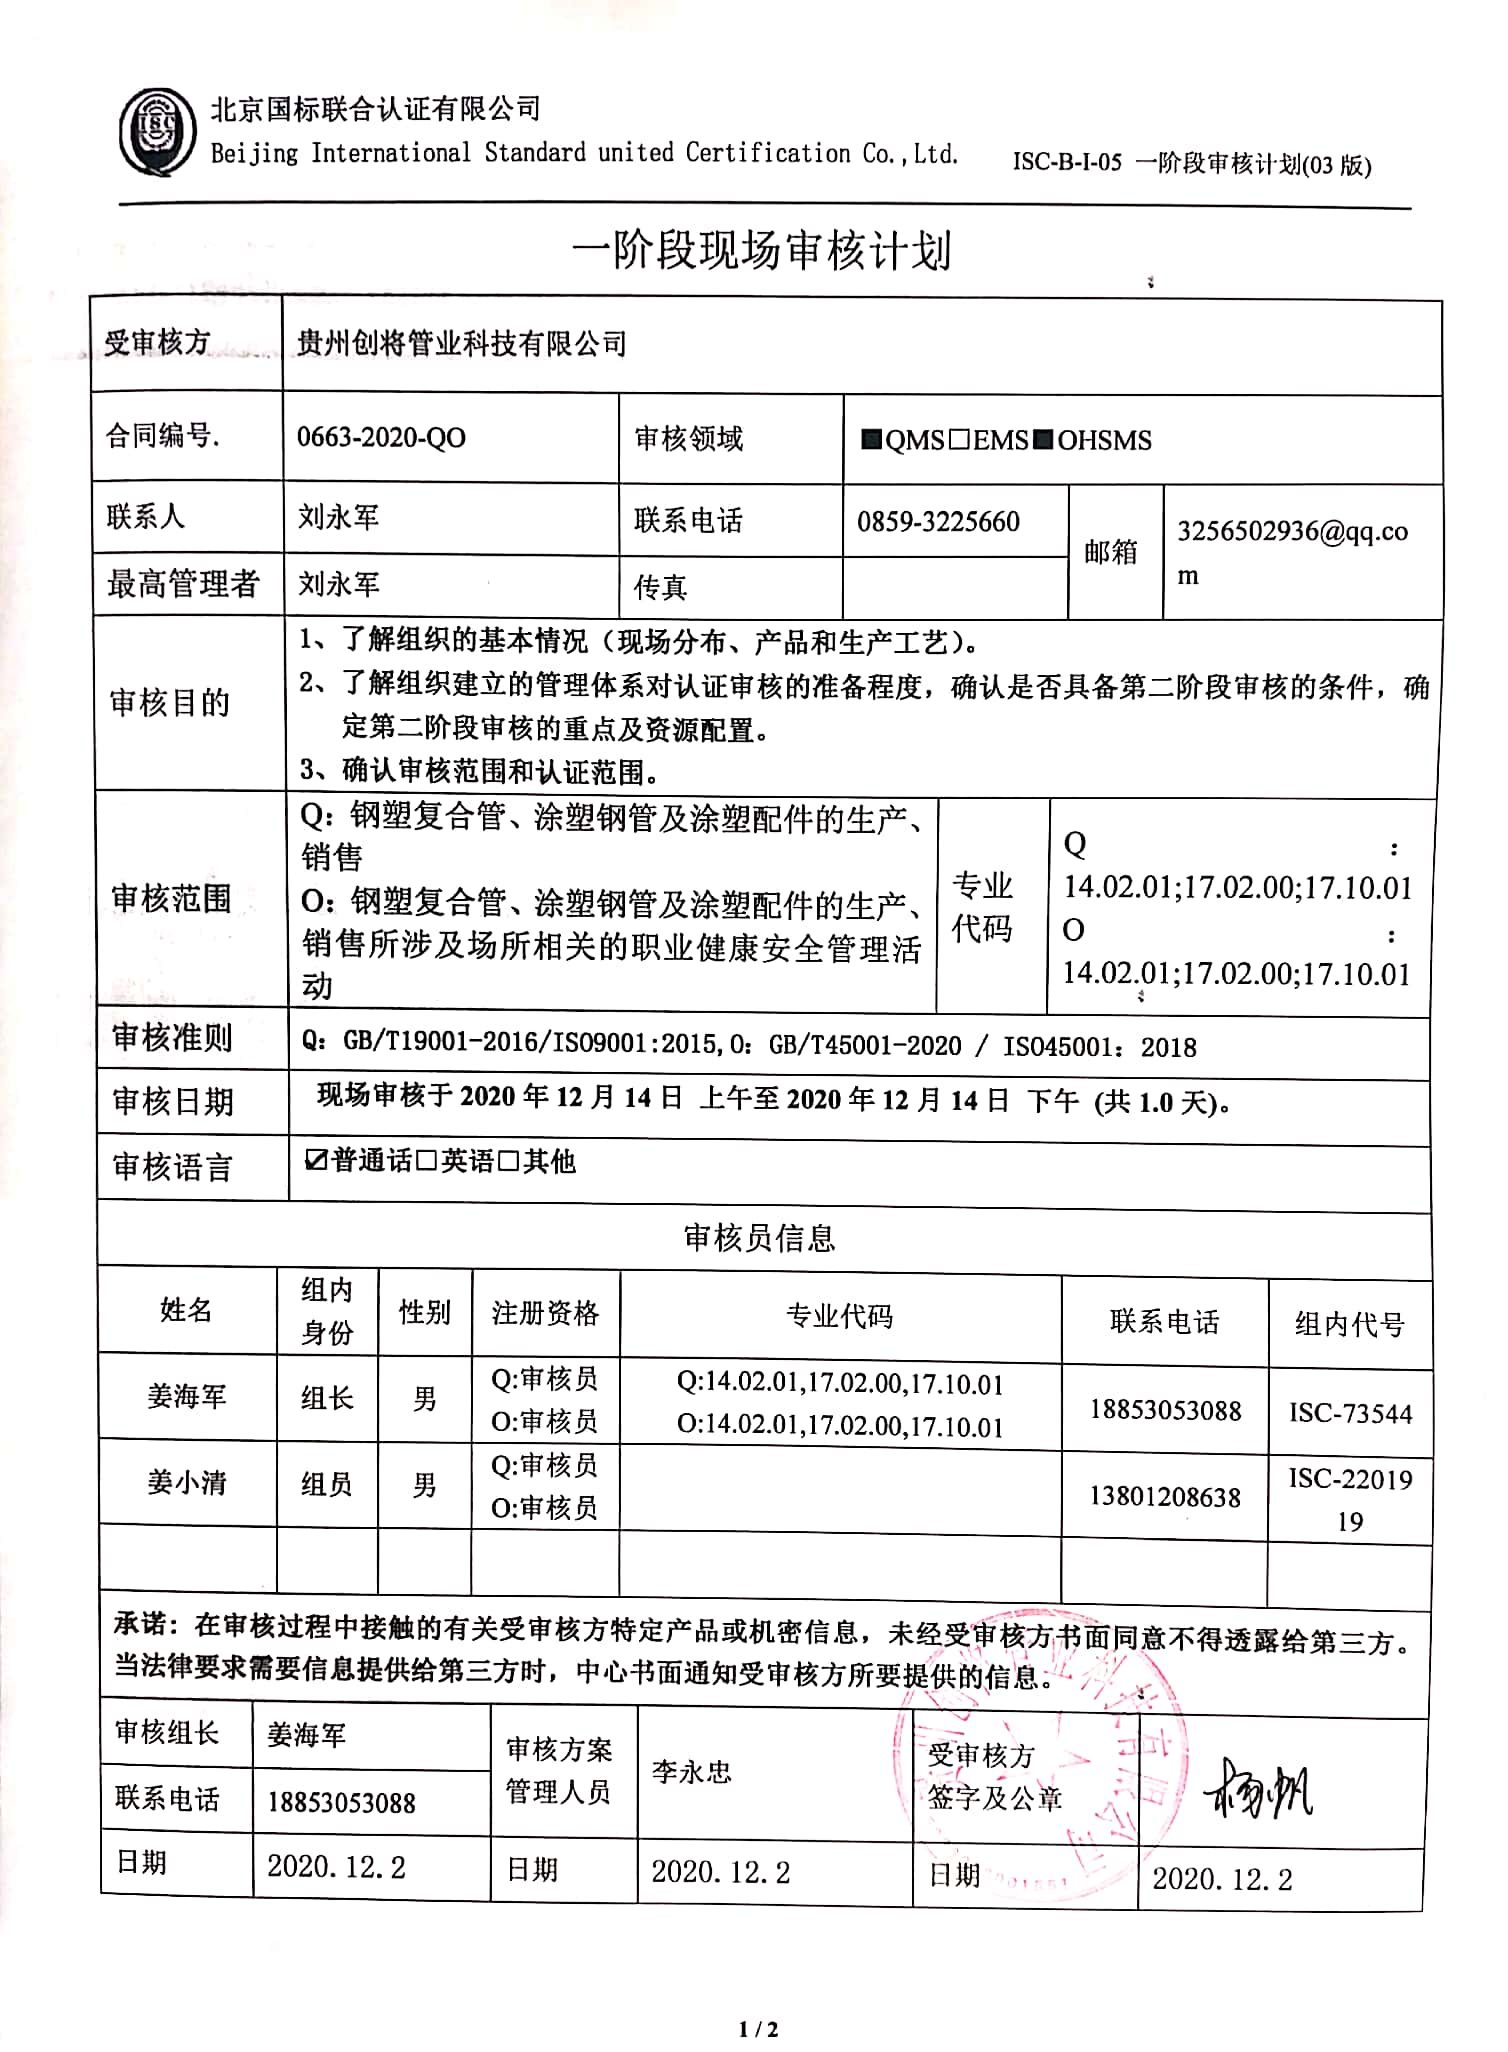 ISC
北京国标联合认证有限公司
Beijing International Standard united Certification Co.,Ltd.
ISC-B-I-05 一阶段审核计划(03 版)
一阶段现场审核计划
受审核方 贵州创将管业科技有限公司
合同编号. 0663-2020-QO 审核领域 ■QMS□EMS■OHSMS
联系人 刘永军 联系电话 0859-3225660 邮箱 3256502936@qq.co
m
最高管理者 刘永军 传真
审核目的
1、了解组织的基本情况（现场分布、产品和生产工艺）。
2、了解组织建立的管理体系对认证审核的准备程度，确认是否具备第二阶段审核的条件，确
定第二阶段审核的重点及资源配置。
3、确认审核范围和认证范围。
审核范围
Q：钢塑复合管、涂塑钢管及涂塑配件的生产、
销售
O：钢塑复合管、涂塑钢管及涂塑配件的生产、
销售所涉及场所相关的职业健康安全管理活
动
专业
代码
Q ：
14.02.01;17.02.00;17.10.01
O ：
14.02.01;17.02.00;17.10.01
审核准则 Q：GB/T19001-2016/ISO9001:2015,O：GB/T45001-2020 / ISO45001：2018
审核日期 现场审核于 2020 年 12 月 14 日 上午至 2020 年 12 月 14 日 下午 (共 1.0 天)。
审核语言 ☑普通话□英语□其他
审核员信息
姓名 组内
身份 性别 注册资格 专业代码 联系电话 组内代号
姜海军 组长 男 Q:审核员 Q:14.02.01,17.02.00,17.10.01 18853053088 ISC-73544
O:审核员 O:14.02.01,17.02.00,17.10.01
姜小清 组员 男 Q:审核员 13801208638 ISC-22019
O:审核员 19
承诺：在审核过程中接触的有关受审核方特定产品或机密信息，未经受审核方书面同意不得透露给第三方。
当法律要求需要信息提供给第三方时，中心书面通知受审核方所要提供的信息。
审核组长 姜海军 审核方案
管理人员 李永忠 受审核方
签字及公章 杨帆
联系电话 18853053088
日期 2020.12.2 日期 2020.12.2 日期 2020.12.2
1 / 2